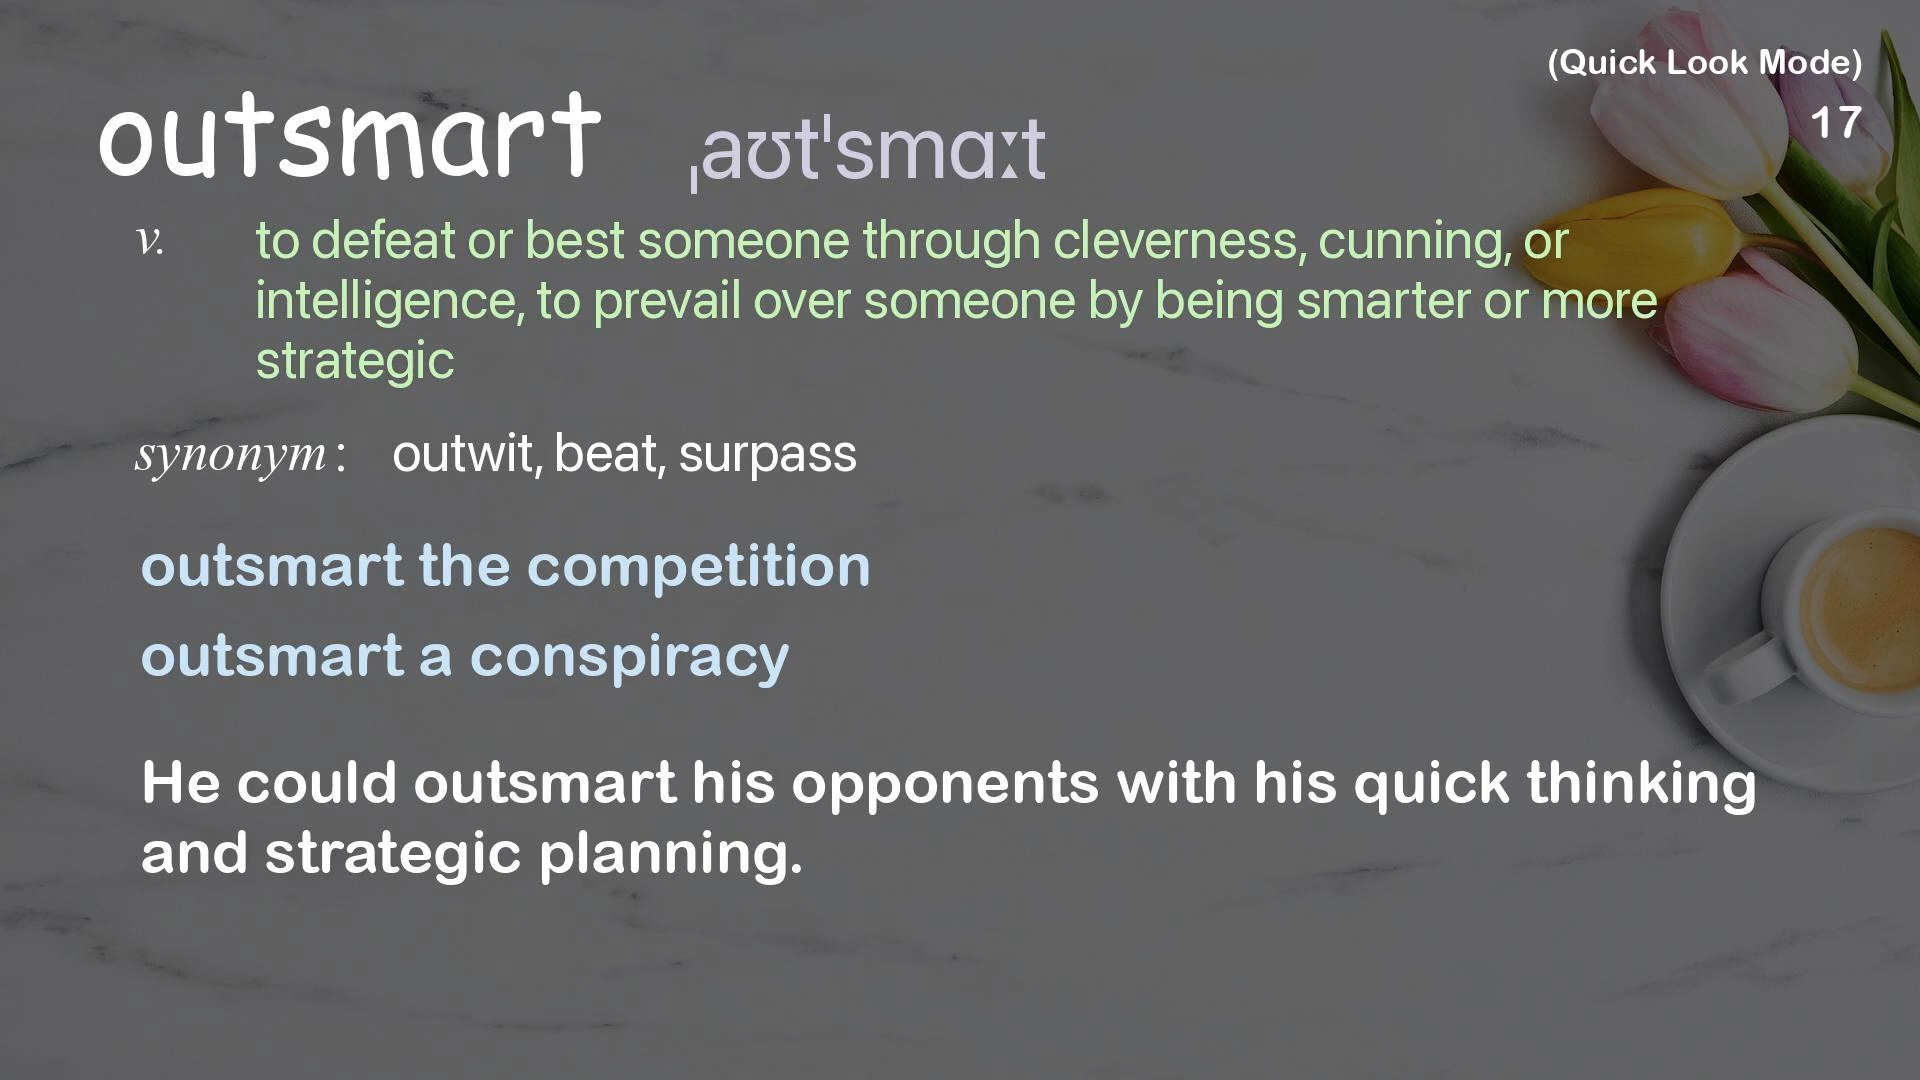 (Quick Look Mode)
17
outsmart ˌaʊtˈsmɑːt
v. to defeat or best someone through cleverness, cunning, or
intelligence, to prevail over someone by being smarter or more
strategic
synonym : outwit, beat, surpass
outsmart the competition
outsmart a conspiracy
He could outsmart his opponents with his quick thinking
and strategic planning.